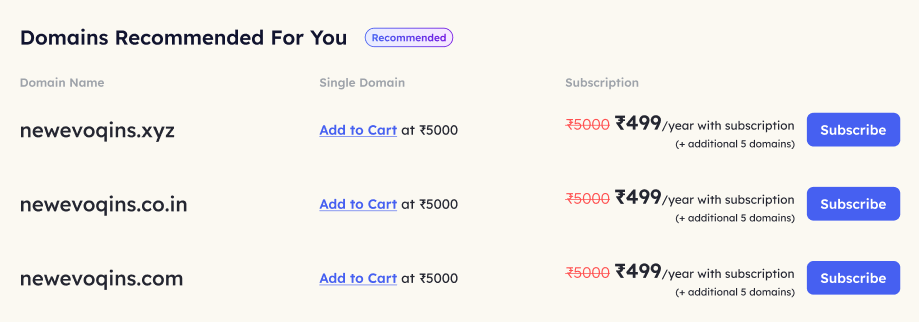 Domains Recommended For You Recommended
Domain Name Single Domain Subscription
newevoqins.xyz Add to Cart at ₹5000 ₹5000 ₹499/year with subscription Subscribe
(+ additional 5 domains)
newevoqins.co.in Add to Cart at ₹5000 ₹5000 ₹499/year with subscription Subscribe
(+ additional 5 domains)
newevoqins.com Add to Cart at ₹5000 ₹5000 ₹499/year with subscription Subscribe
(+ additional 5 domains)